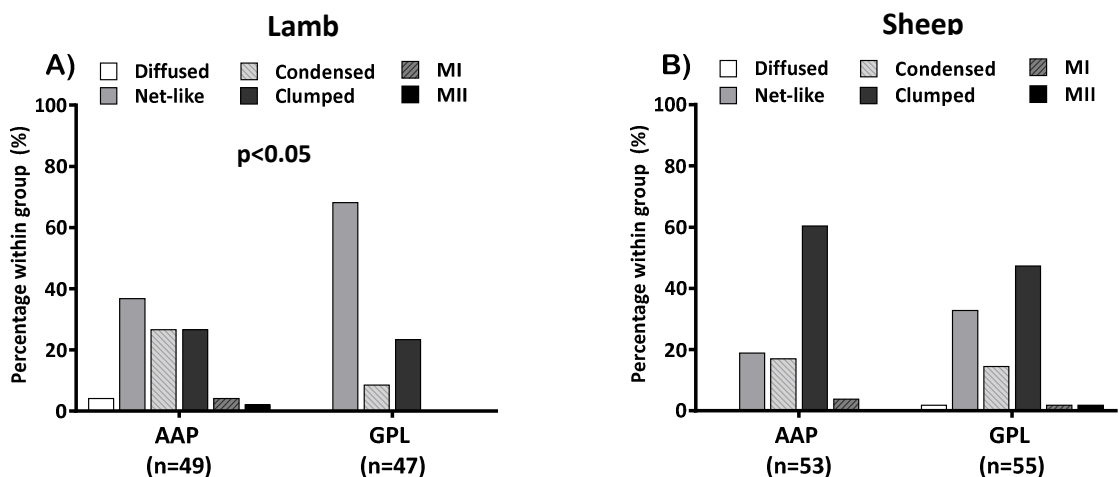 Lamb
A)
Diffused
Condensed
MI
Net-like
Clumped
MII
Percentage within group (%)
100
80
60
40
20
0
p<0.05
AAP
(n=49)
GPL
(n=47)
Sheep
B)
Diffused
Condensed
MI
Net-like
Clumped
MII
Percentage within group (%)
100
80
60
40
20
0
AAP
(n=53)
GPL
(n=55)